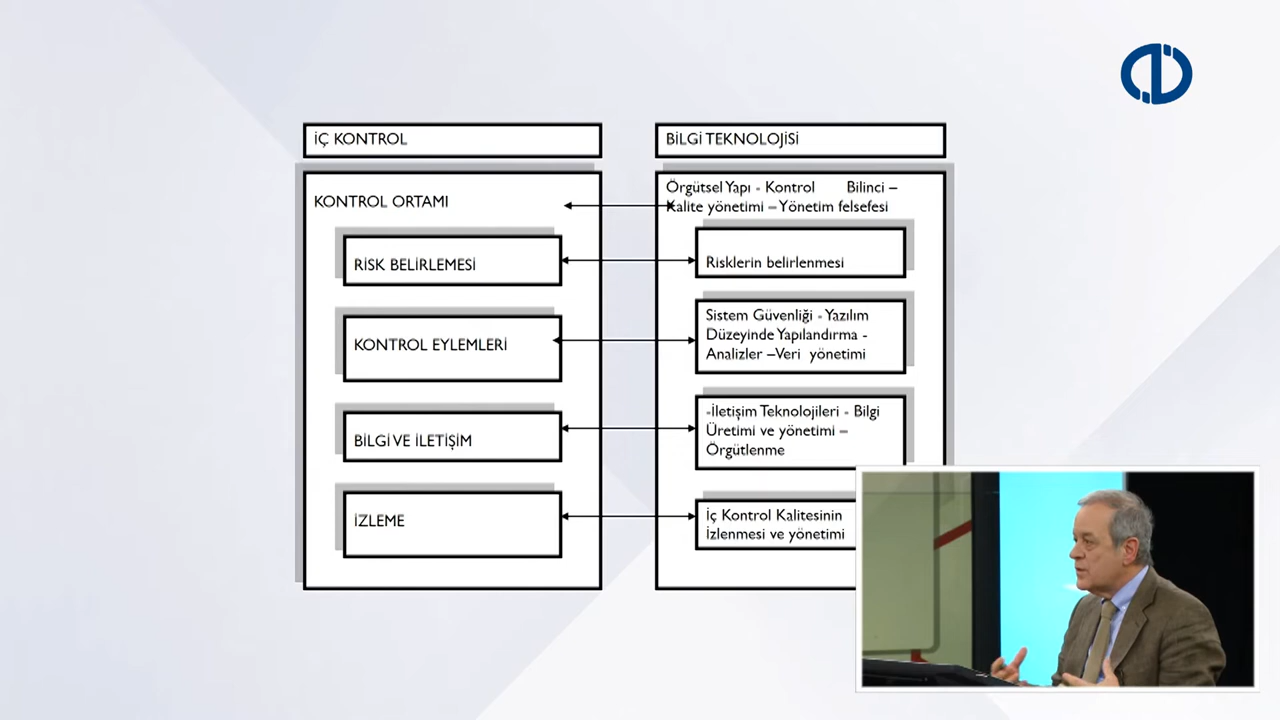 İÇ KONTROL
KONTROL ORTAMI
RİSK BELİRLEMESİ
KONTROL EYLEMLERİ
BİLGİ VE İLETİŞİM
İZLEME
BİLGİ TEKNOLOJİSİ
Örgütsel Yapı - Kontrol Bilinci –
Kalite yönetimi – Yönetim felsefesi
Risklerin belirlenmesi
Sistem Güvenliği - Yazılım
Düzeyinde Yapılandırma -
Analizler –Veri yönetimi
-İletişim Teknolojileri - Bilgi
Üretimi ve yönetimi –
Örgütlenme
İç Kontrol Kalitesinin
İzlenmesi ve yönetimi